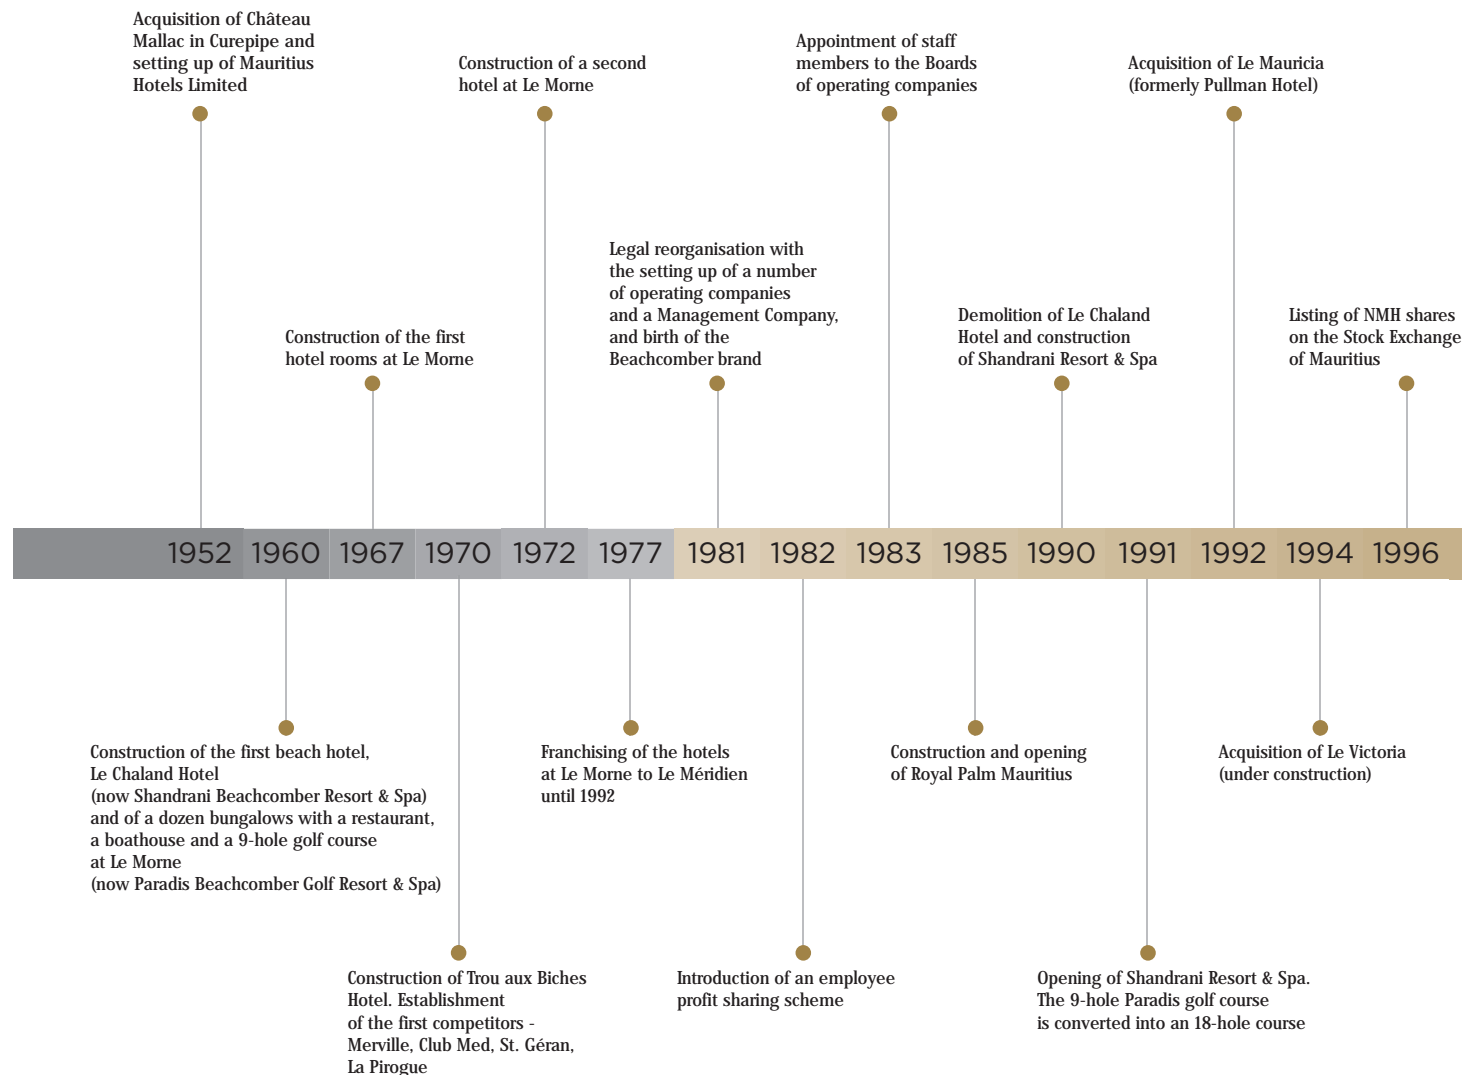 Acquisition of Château
Mallac in Curepipe and
setting up of Mauritius
Hotels Limited
Construction of a second
hotel at Le Morne
Appointment of staff
members to the Boards
of operating companies
Acquisition of Le Mauricia
(formerly Pullman Hotel)
Construction of the first
hotel rooms at Le Morne
Legal reorganisation with
the setting up of a number
of operating companies
and a Management Company,
and birth of the
Beachcomber brand
Demolition of Le Chaland
Hotel and construction
of Shandrani Resort & Spa
Listing of NMH shares
on the Stock Exchange
of Mauritius
1952 1960 1967 1970 1972 1977 1981 1982 1983 1985 1990 1991 1992 1994 1996
Construction of the first beach hotel,
Le Chaland Hotel
(now Shandrani Beachcomber Resort & Spa)
and of a dozen bungalows with a restaurant,
a boathouse and a 9-hole golf course
at Le Morne
(now Paradis Beachcomber Golf Resort & Spa)
Franchising of the hotels
at Le Morne to Le Méridien
until 1992
Construction and opening
of Royal Palm Mauritius
Acquisition of Le Victoria
(under construction)
Construction of Trou aux Biches
Hotel. Establishment
of the first competitors -
Merville, Club Med, St. Géran,
La Pirogue
Introduction of an employee
profit sharing scheme
Opening of Shandrani Resort & Spa.
The 9-hole Paradis golf course
is converted into an 18-hole course